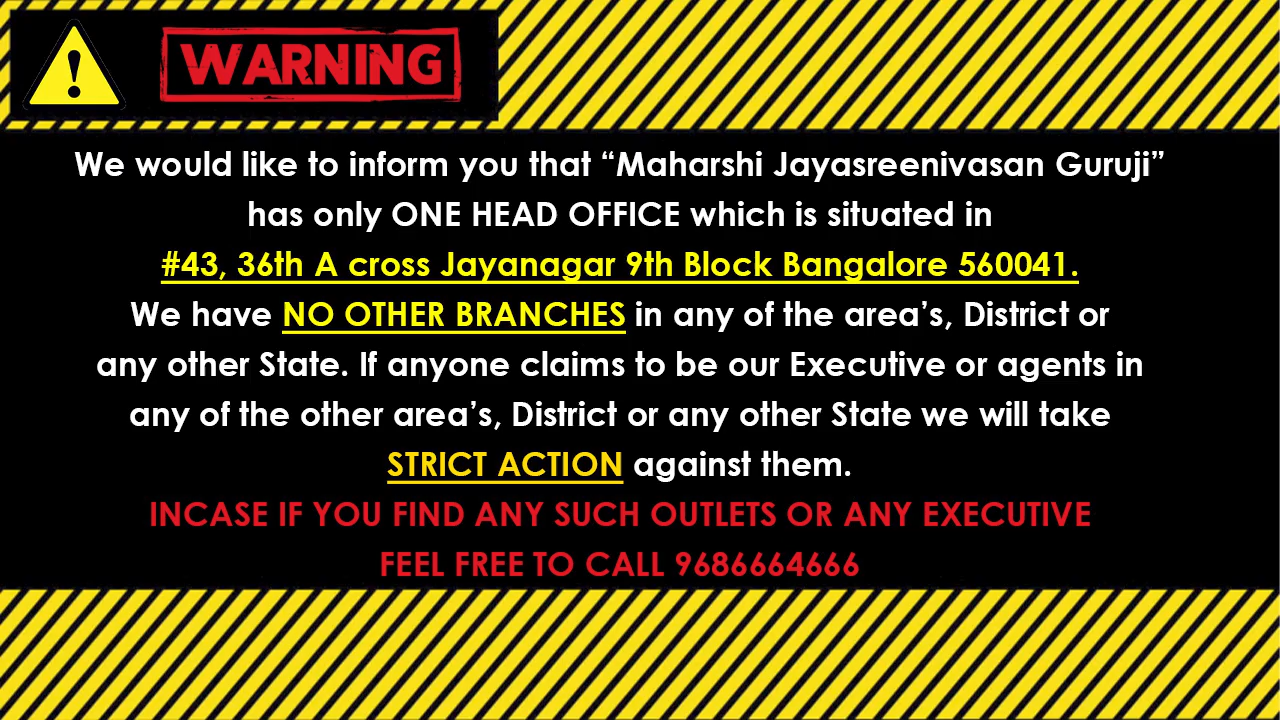 WARNING
We would like to inform you that “Maharshi Jayasreenivasan Guruji”
has only ONE HEAD OFFICE which is situated in
#43, 36th A cross Jayanagar 9th Block Bangalore 560041.
We have NO OTHER BRANCHES in any of the area’s, District or
any other State. If anyone claims to be our Executive or agents in
any of the other area’s, District or any other State we will take
STRICT ACTION against them.
INCASE IF YOU FIND ANY SUCH OUTLETS OR ANY EXECUTIVE
FEEL FREE TO CALL 9686664666